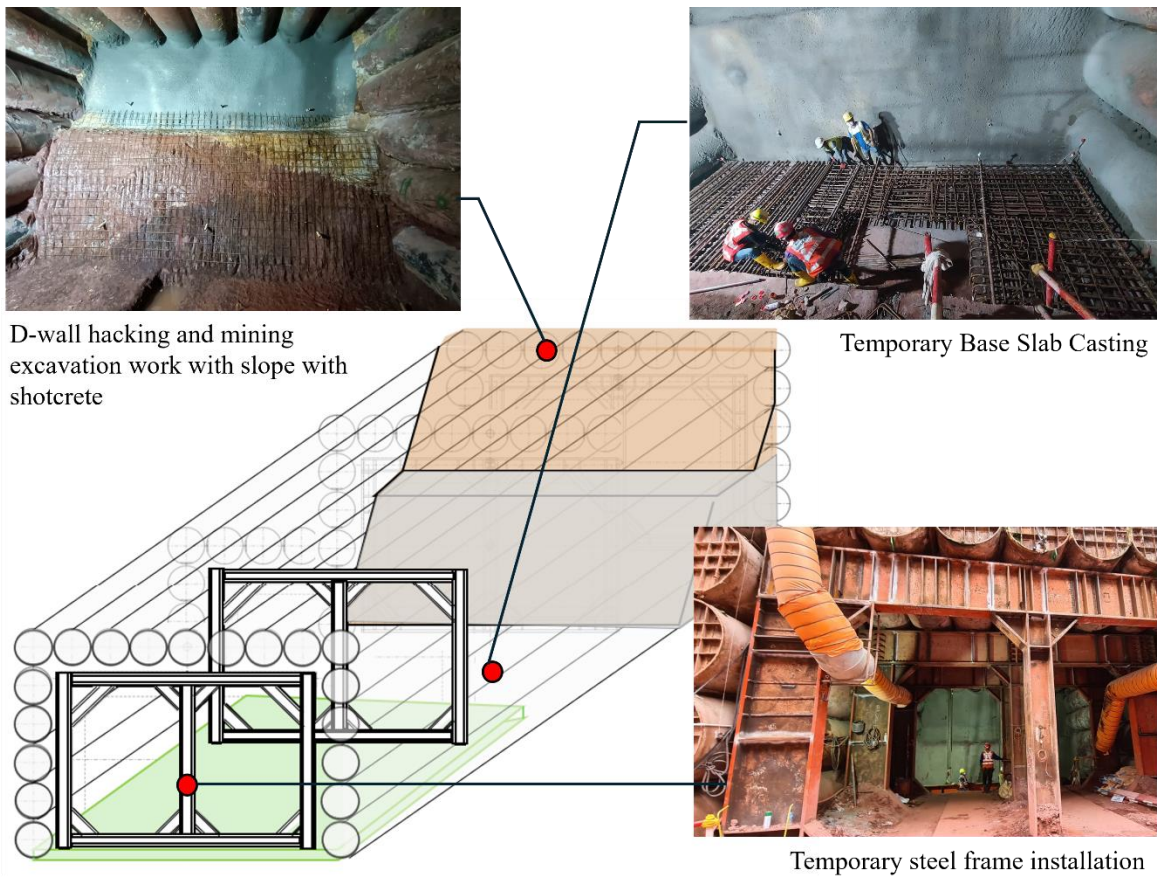 D-wall hacking and mining
excavation work with slope with
shotcrete
Temporary Base Slab Casting
Temporary steel frame installation